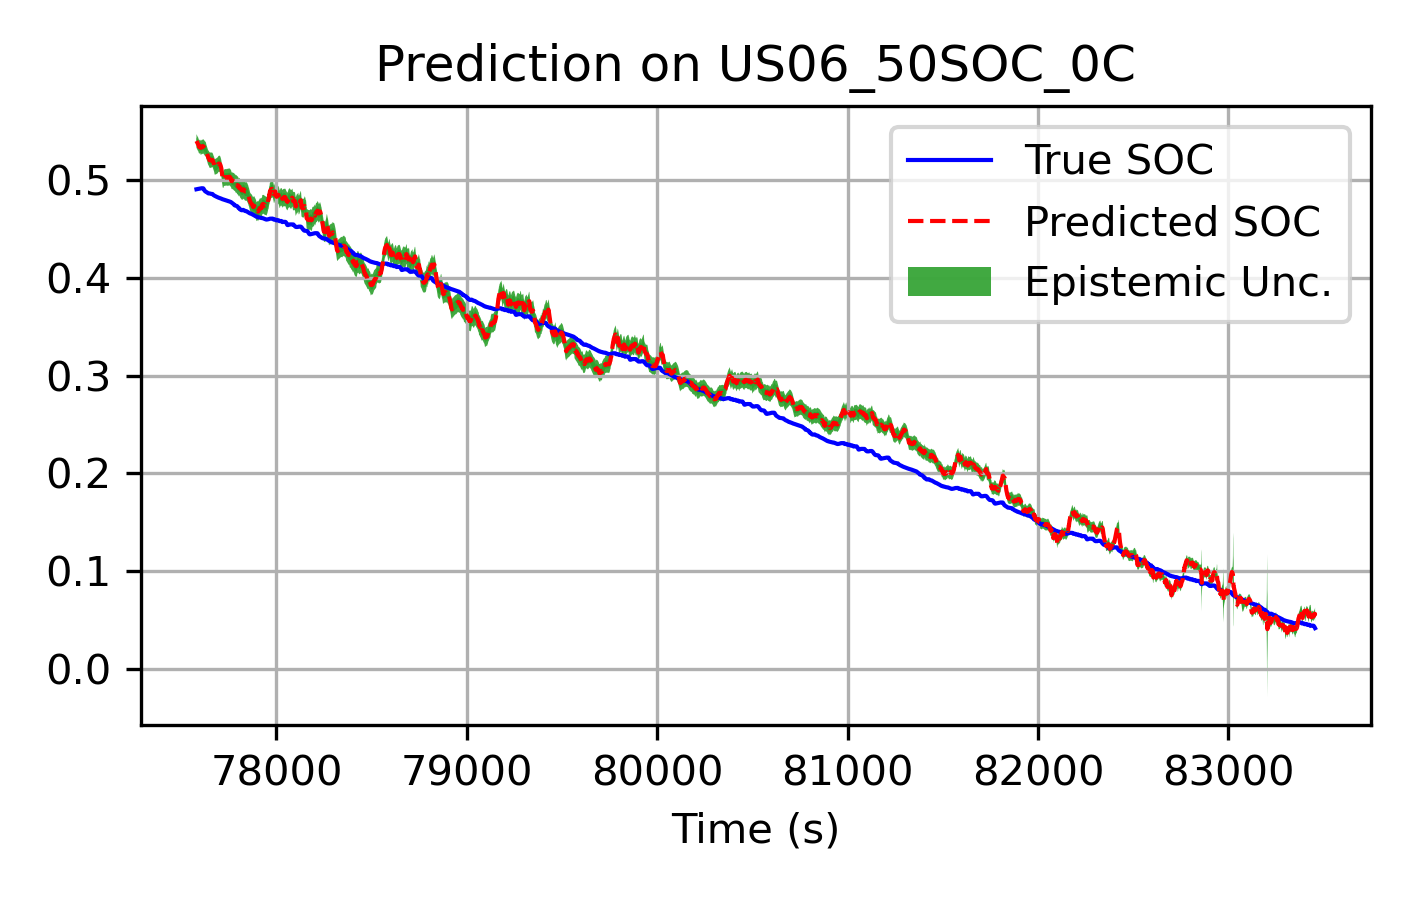 Prediction on US06_50SOC_0C
True SOC
Predicted SOC
Epistemic Unc.
0.5
0.4
0.3
0.2
0.1
0.0
78000 79000 80000 81000 82000 83000
Time (s)